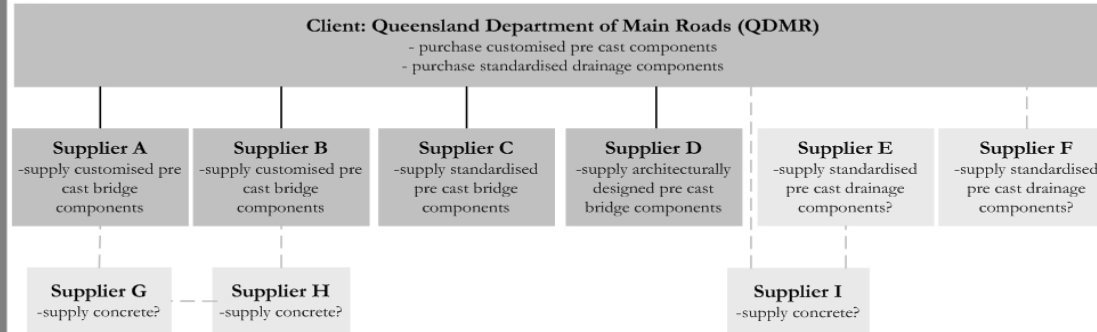 Client: Queensland Department of Main Roads (QDMR)
- purchase customised pre cast components
- purchase standardised drainage components
Supplier A
-supply customised pre
cast bridge
components
Supplier B
-supply customised pre
cast bridge
components
Supplier C
-supply standardised
pre cast bridge
components
Supplier D
-supply architecturally
designed pre cast
bridge components
Supplier E
-supply standardised
pre cast drainage
components?
Supplier F
-supply standardised
pre cast drainage
components?
Supplier G
-supply concrete?
Supplier H
-supply concrete?
Supplier I
-supply concrete?